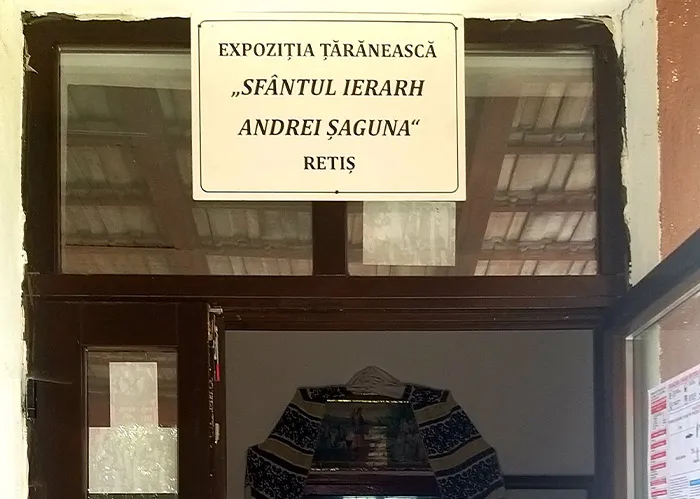 EXPOZIȚIA ȚĂRĂNEASCĂ
„SFÂNTUL IERARH
ANDREI ȘAGUNA“
RETIȘ